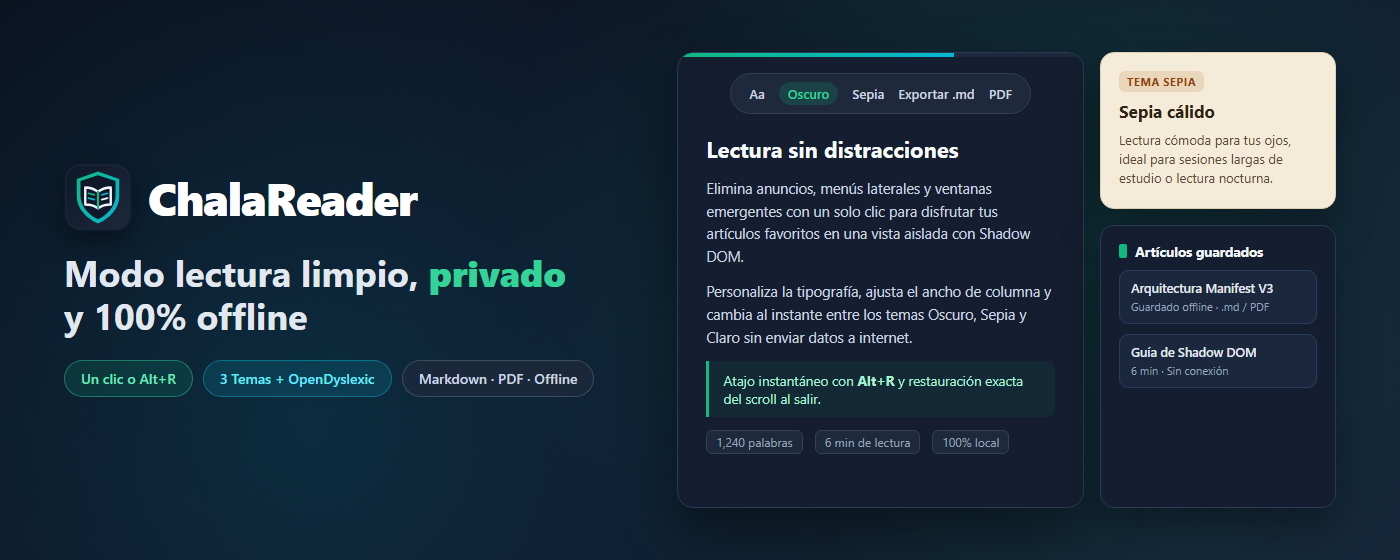 ChalaReader
Modo lectura limpio, privado
y 100% offline
Un clic o Alt+R
3 Temas + OpenDyslexic
Markdown · PDF · Offline
Aa Oscuro Sepia Exportar .md PDF
Lectura sin distracciones
Elimina anuncios, menús laterales y ventanas
emergentes con un solo clic para disfrutar tus
artículos favoritos en una vista aislada con Shadow
DOM.
Personaliza la tipografía, ajusta el ancho de columna y
cambia al instante entre los temas Oscuro, Sepia y
Claro sin enviar datos a internet.
Atajo instantáneo con Alt+R y restauración exacta
del scroll al salir.
1,240 palabras
6 min de lectura
100% local
TEMA SEPIA
Sepia cálido
Lectura cómoda para tus ojos,
ideal para sesiones largas de
estudio o lectura nocturna.
Artículos guardados
Arquitectura Manifest V3
Guardado offline · .md / PDF
Guía de Shadow DOM
6 min · Sin conexión